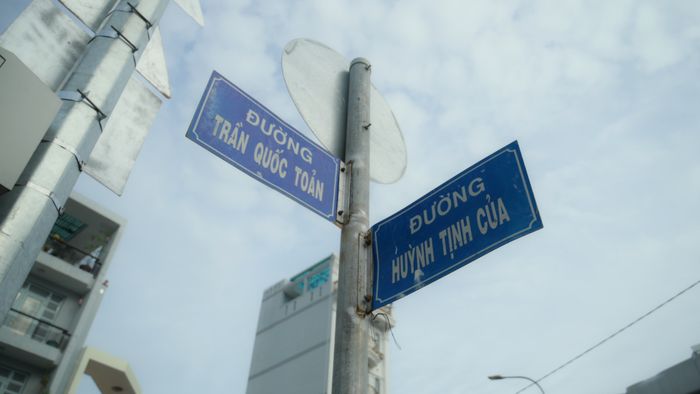 ĐƯỜNG
TRẦN QUỐC TOẢN
ĐƯỜNG
HUỲNH TỊNH CỦA